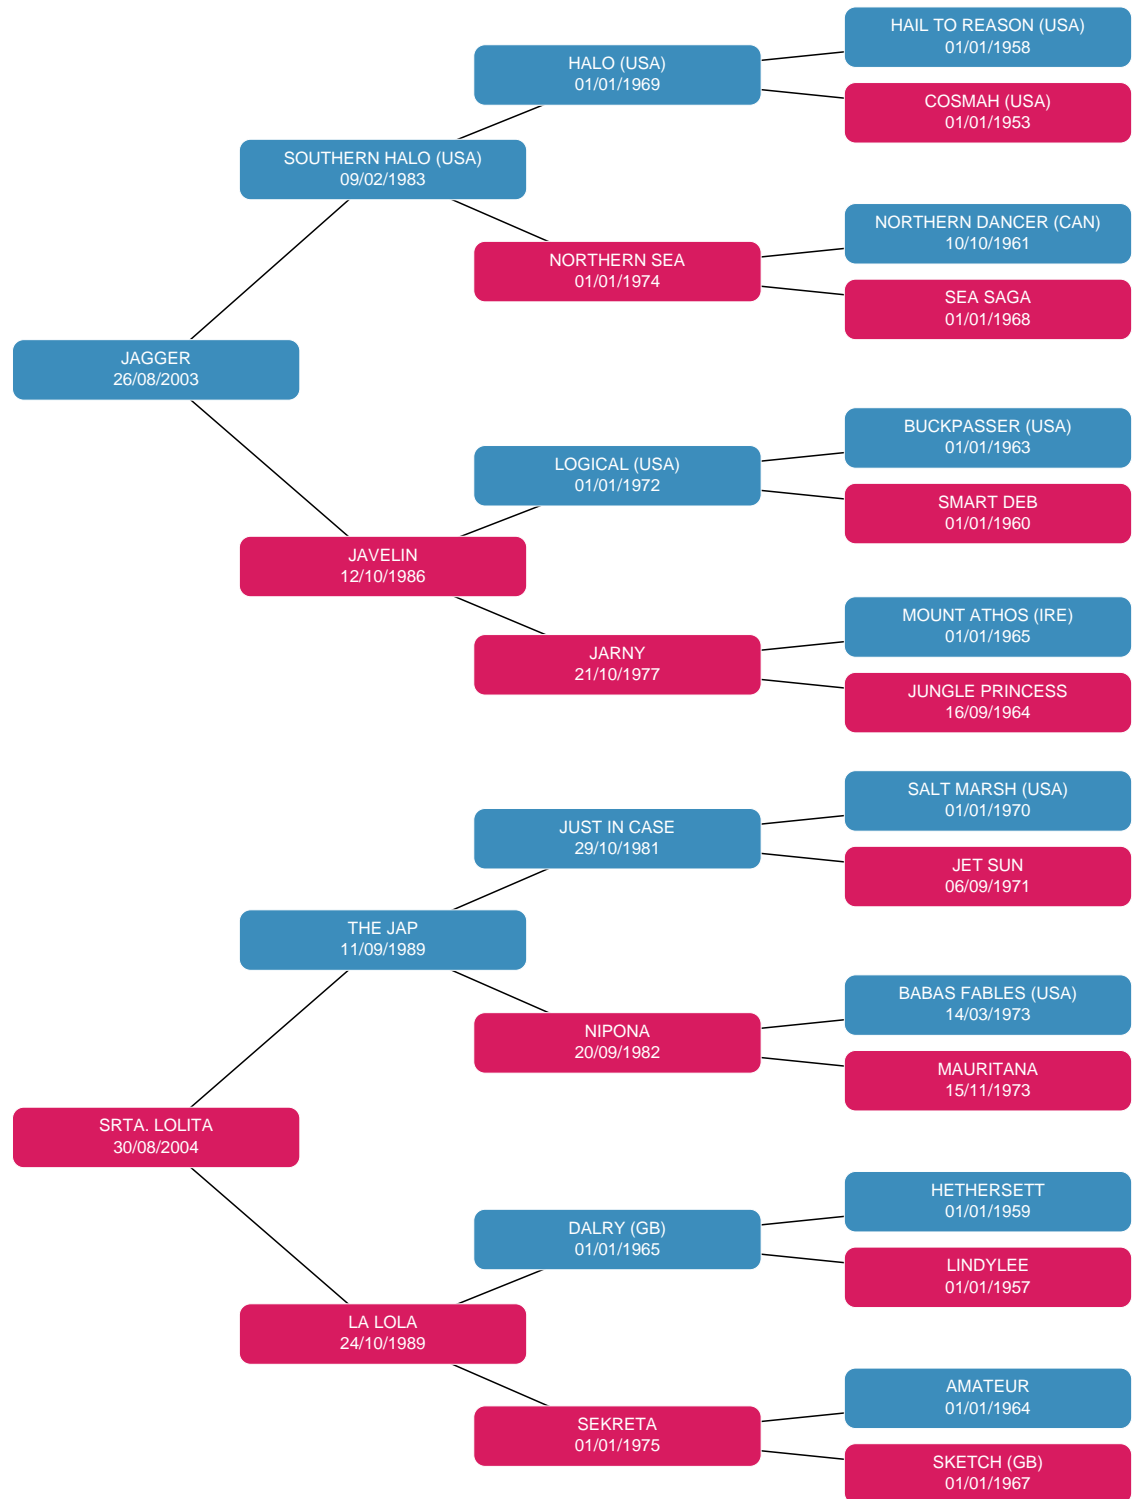 HAIL TO REASON (USA)
01/01/1958
HALO (USA)
01/01/1969
COSMAH (USA)
01/01/1953
SOUTHERN HALO (USA)
09/02/1983
NORTHERN DANCER (CAN)
10/10/1961
NORTHERN SEA
01/01/1974
SEA SAGA
01/01/1968
JAGGER
26/08/2003
BUCKPASSER (USA)
01/01/1963
LOGICAL (USA)
01/01/1972
SMART DEB
01/01/1960
JAVELIN
12/10/1986
MOUNT ATHOS (IRE)
01/01/1965
JARNY
21/10/1977
JUNGLE PRINCESS
16/09/1964
SALT MARSH (USA)
01/01/1970
JUST IN CASE
29/10/1981
JET SUN
06/09/1971
THE JAP
11/09/1989
BABAS FABLES (USA)
14/03/1973
NIPONA
20/09/1982
MAURITANA
15/11/1973
SRTA. LOLITA
30/08/2004
HETHERSETT
01/01/1959
DALRY (GB)
01/01/1965
LINDYLEE
01/01/1957
LA LOLA
24/10/1989
AMATEUR
01/01/1964
SEKRETA
01/01/1975
SKETCH (GB)
01/01/1967